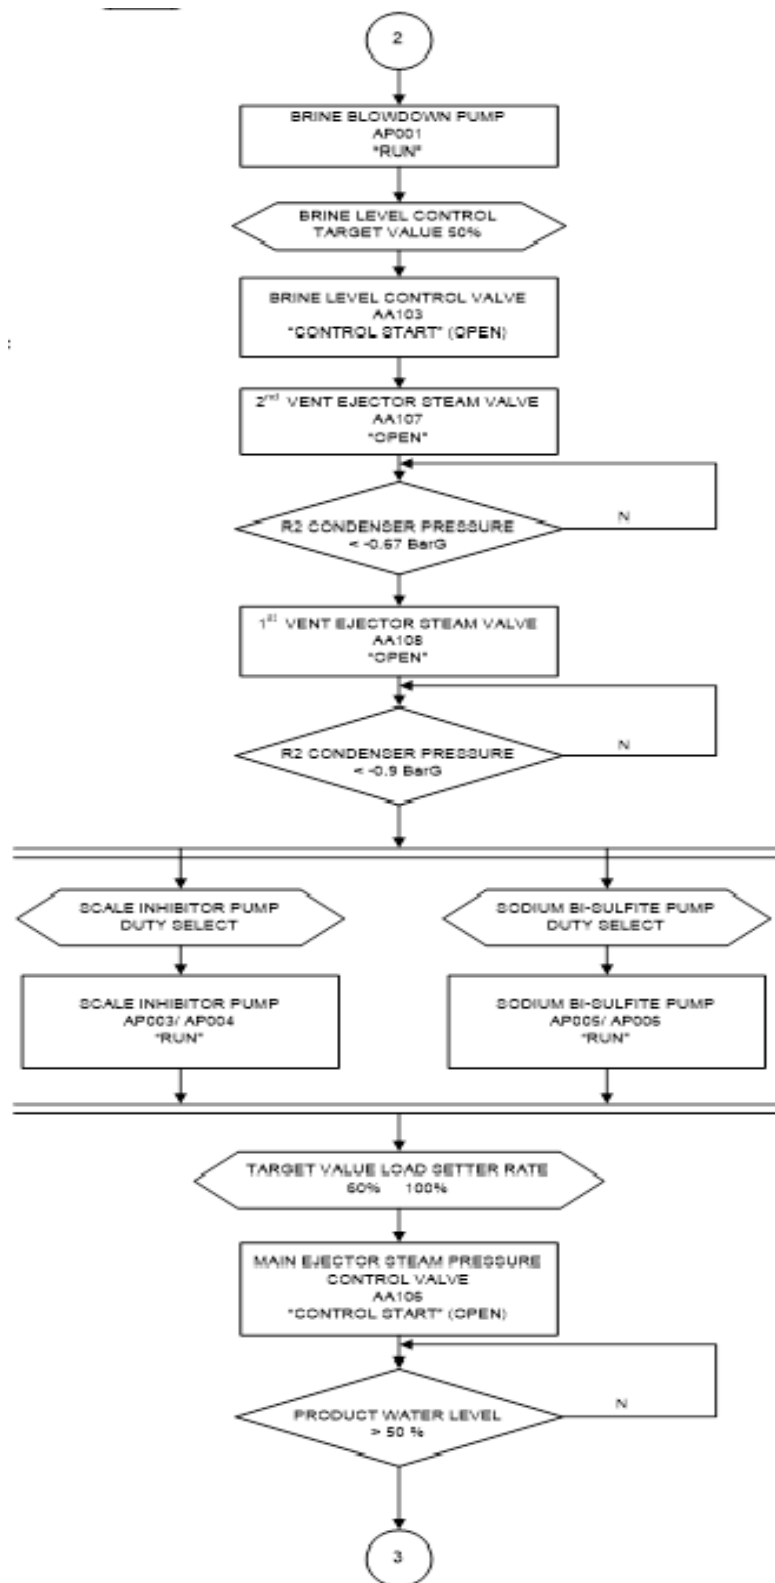 2
BRINE BLOWDOWN PUMP
AP001
"RUN"
BRINE LEVEL CONTROL
TARGET VALUE 50%
BRINE LEVEL CONTROL VALVE
AA103
"CONTROL START" (OPEN)
2nd VENT EJECTOR STEAM VALVE
AA107
"OPEN"
R2 CONDENSER PRESSURE
< -0.67 BarG
N
1st VENT EJECTOR STEAM VALVE
AA108
"OPEN"
R2 CONDENSER PRESSURE
< -0.9 BarG
N
SCALE INHIBITOR PUMP
DUTY SELECT
SODIUM BI-SULFITE PUMP
DUTY SELECT
SCALE INHIBITOR PUMP
AP003/ AP004
"RUN"
SODIUM BI-SULFITE PUMP
AP005/ AP006
"RUN"
TARGET VALUE LOAD SETTER RATE
60% 100%
MAIN EJECTOR STEAM PRESSURE
CONTROL VALVE
AA106
"CONTROL START" (OPEN)
PRODUCT WATER LEVEL
> 50 %
N
3